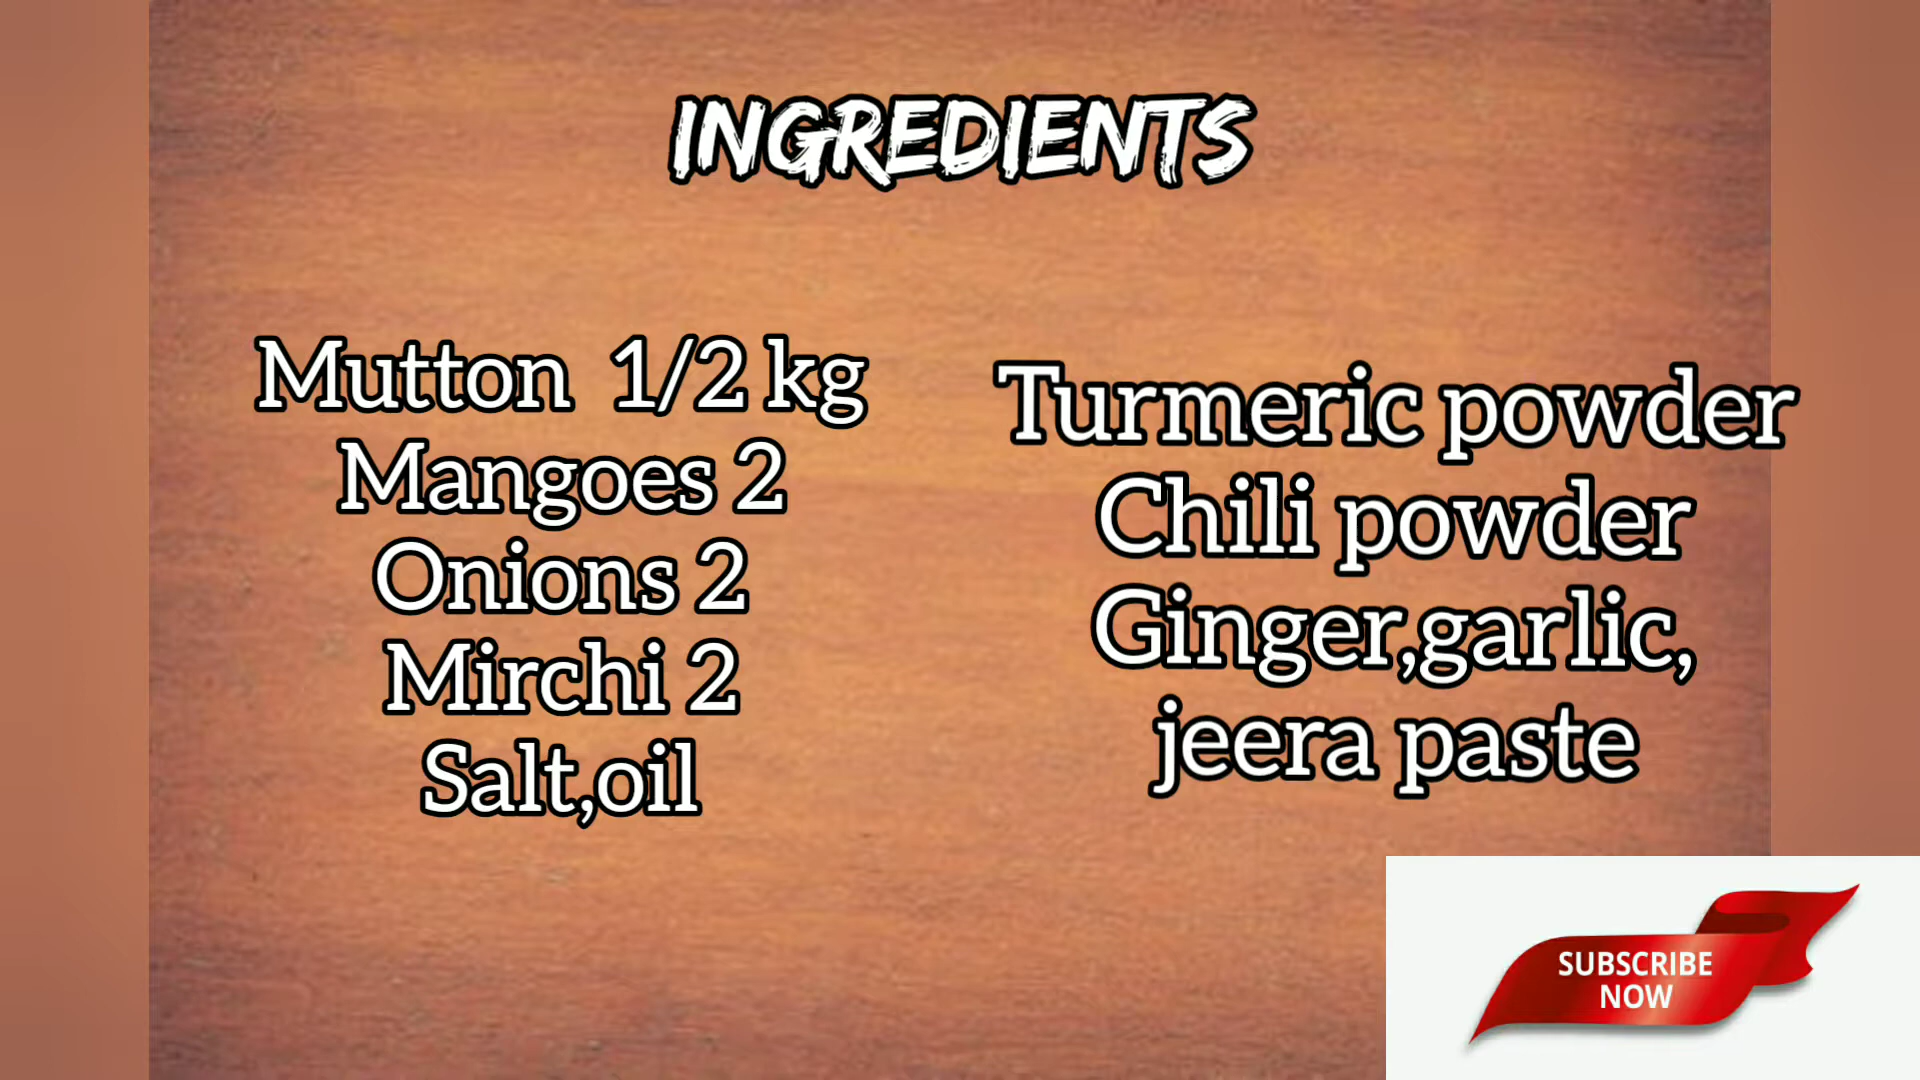 INGREDIENTS
Mutton 1/2 kg
Mangoes 2
Onions 2
Mirchi 2
Salt,oil
Turmeric powder
Chili powder
Ginger,garlic,
jeera paste
SUBSCRIBE
NOW